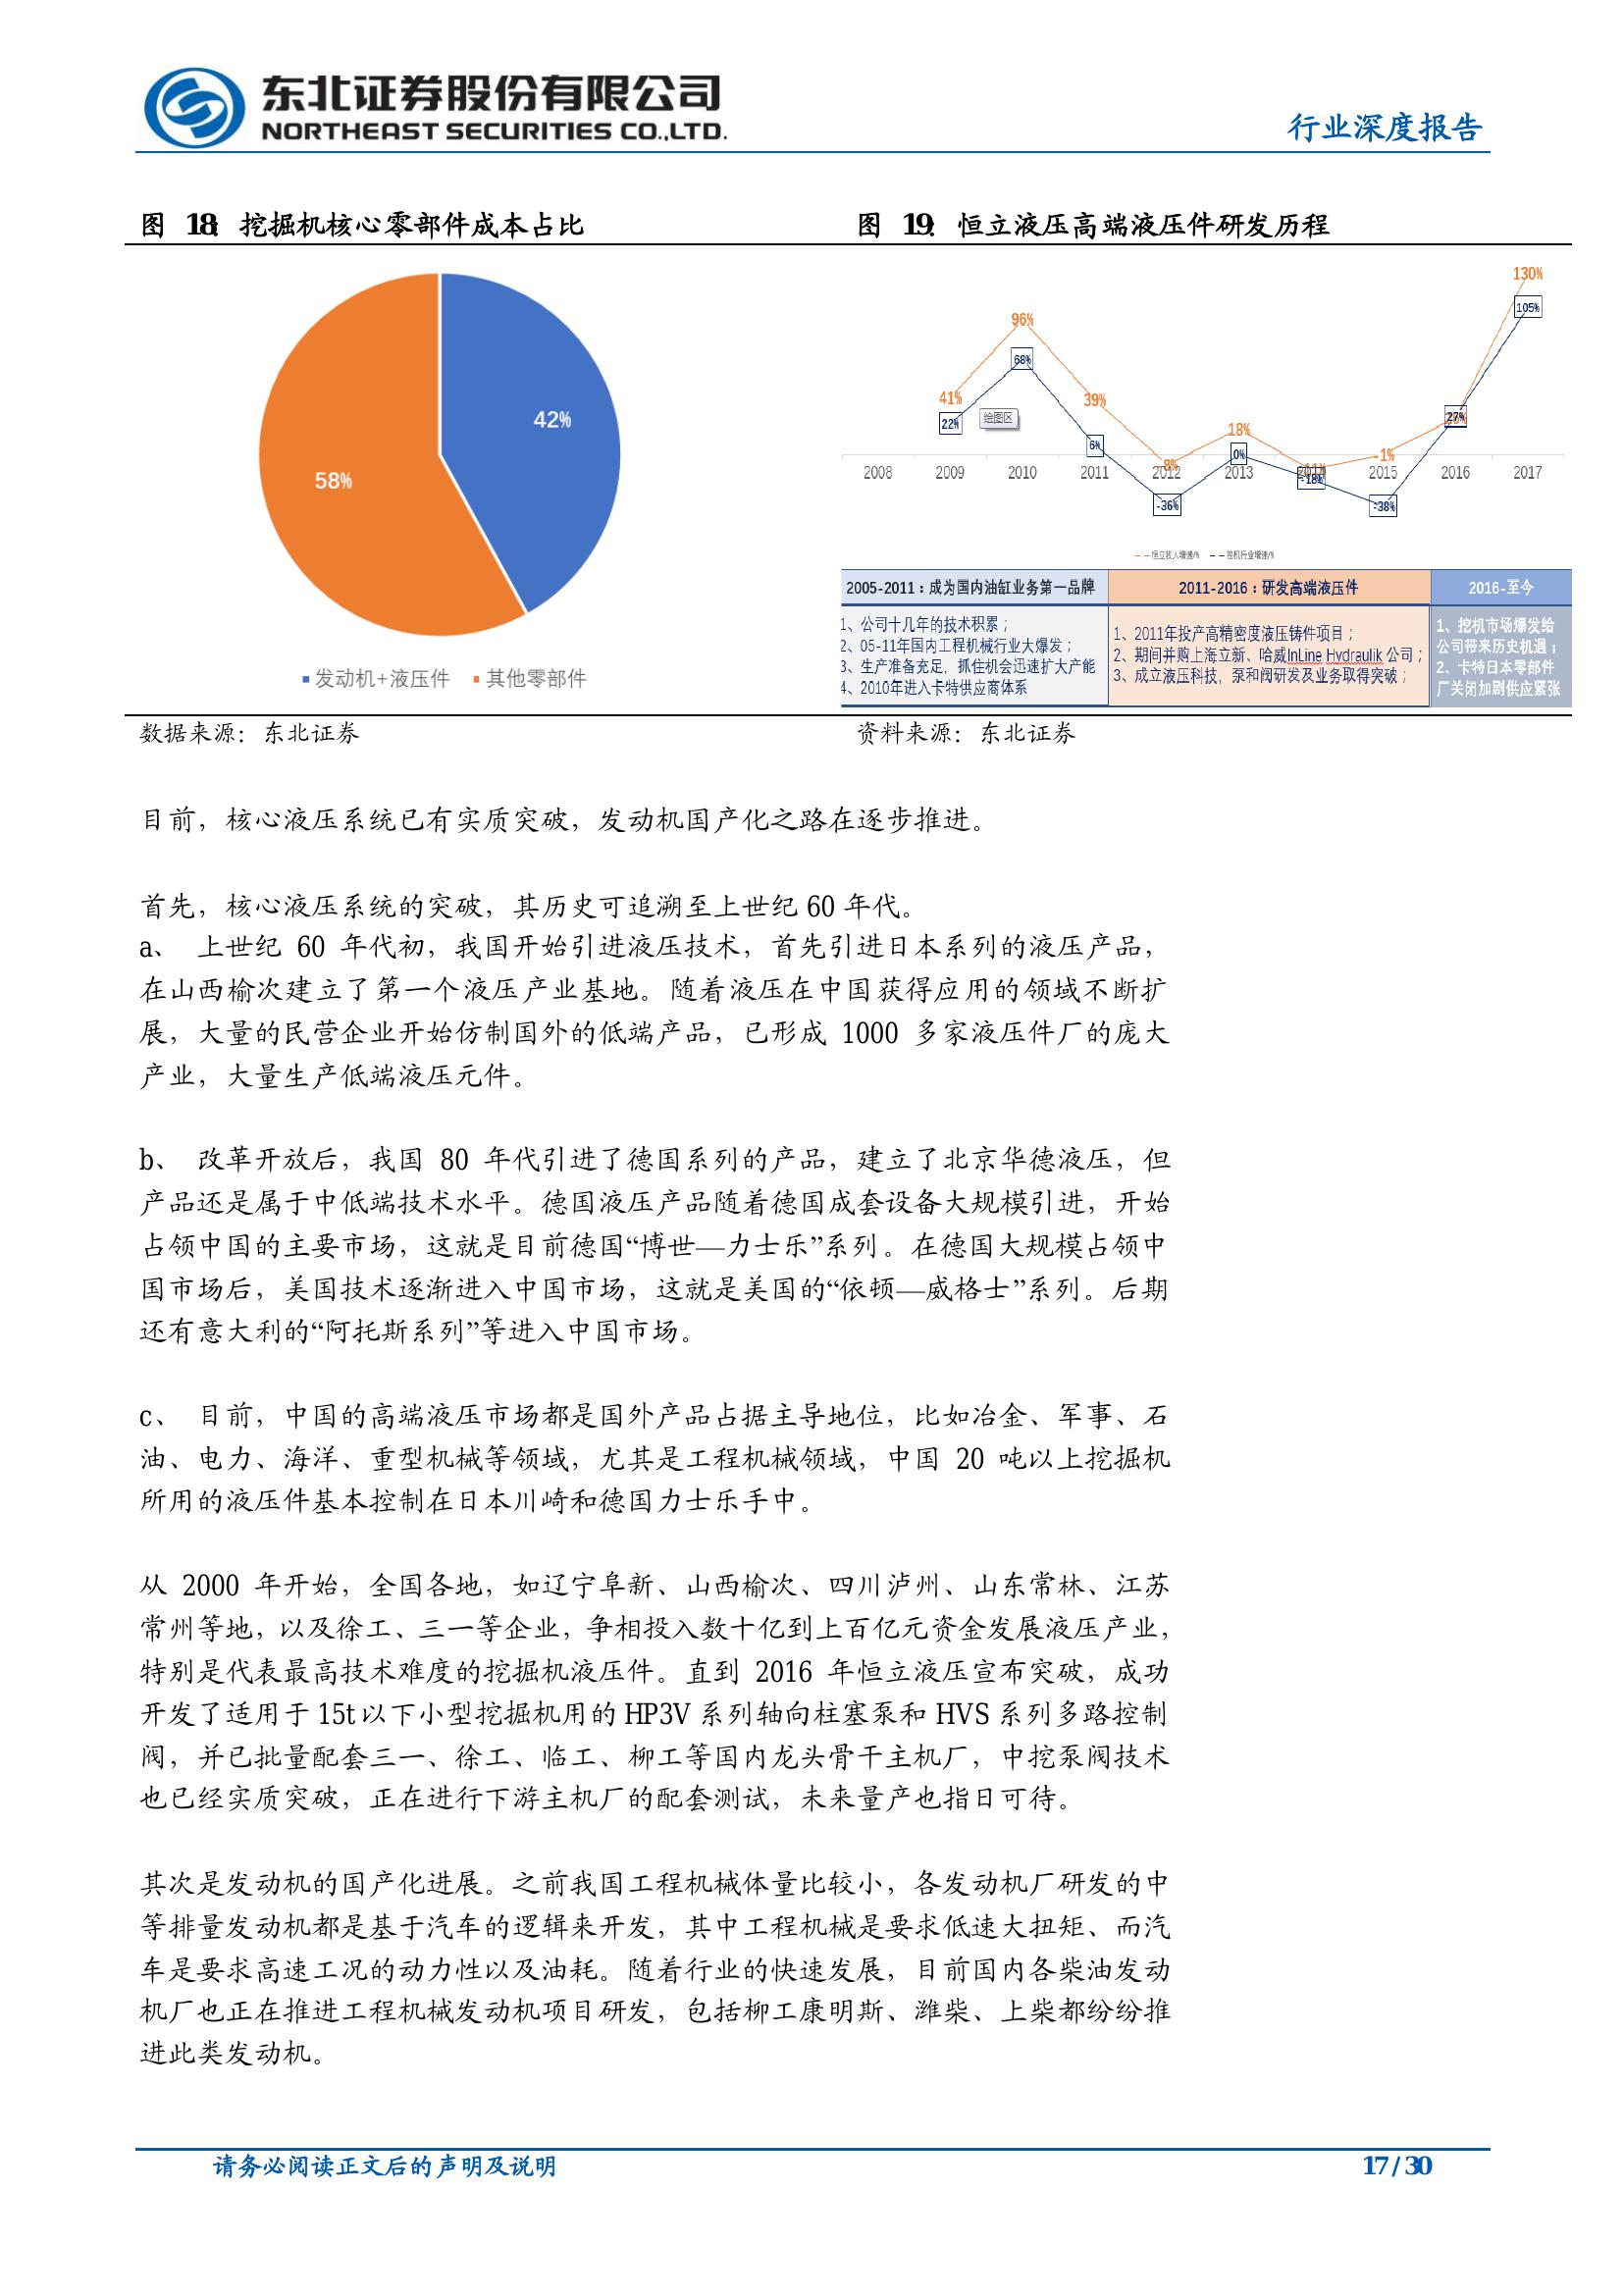 东北证券股份有限公司
NORTHEAST SECURITIES CO.,LTD.
行业深度报告
图 18: 挖掘机核心零部件成本占比
42%
58%
发动机+液压件 其他零部件
数据来源：东北证券
图 19: 恒立液压高端液压件研发历程
130%
105%
96%
68%
41%
22%
绘图区
39%
6%
18%
0%
27%
-1%
-8%
-36%
-18%
-38%
2008 2009 2010 2011 2012 2013 2014 2015 2016 2017
恒立收入增速/% 挖机行业增速/%
2005-2011：成为国内油缸业务第一品牌
1、公司十几年的技术积累；
2、05-11年国内工程机械行业大爆发；
3、生产准备充足，抓住机会迅速扩大产能
4、2010年进入卡特供应商体系
2011-2016：研发高端液压件
1、2011年投产高精密度液压铸件项目；
2、期间并购上海立新、哈威InLine Hydraulik 公司；
3、成立液压科技，泵和阀研发及业务取得突破；
2016-至今
1、挖机市场爆发给
公司带来历史机遇；
2、卡特日本零部件
厂关闭加剧供应紧张
资料来源：东北证券
目前，核心液压系统已有实质突破，发动机国产化之路在逐步推进。
首先，核心液压系统的突破，其历史可追溯至上世纪 60 年代。
a、 上世纪 60 年代初，我国开始引进液压技术，首先引进日本系列的液压产品，
在山西榆次建立了第一个液压产业基地。随着液压在中国获得应用的领域不断扩
展，大量的民营企业开始仿制国外的低端产品，已形成 1000 多家液压件厂的庞大
产业，大量生产低端液压元件。
b、 改革开放后，我国 80 年代引进了德国系列的产品，建立了北京华德液压，但
产品还是属于中低端技术水平。德国液压产品随着德国成套设备大规模引进，开始
占领中国的主要市场，这就是目前德国“博世—力士乐”系列。在德国大规模占领中
国市场后，美国技术逐渐进入中国市场，这就是美国的“依顿—威格士”系列。后期
还有意大利的“阿托斯系列”等进入中国市场。
c、 目前，中国的高端液压市场都是国外产品占据主导地位，比如冶金、军事、石
油、电力、海洋、重型机械等领域，尤其是工程机械领域，中国 20 吨以上挖掘机
所用的液压件基本控制在日本川崎和德国力士乐手中。
从 2000 年开始，全国各地，如辽宁阜新、山西榆次、四川泸州、山东常林、江苏
常州等地，以及徐工、三一等企业，争相投入数十亿到上百亿元资金发展液压产业，
特别是代表最高技术难度的挖掘机液压件。直到 2016 年恒立液压宣布突破，成功
开发了适用于 15t 以下小型挖掘机用的 HP3V 系列轴向柱塞泵和 HVS 系列多路控制
阀，并已批量配套三一、徐工、临工、柳工等国内龙头骨干主机厂，中挖泵阀技术
也已经实质突破，正在进行下游主机厂的配套测试，未来量产也指日可待。
其次是发动机的国产化进展。之前我国工程机械体量比较小，各发动机厂研发的中
等排量发动机都是基于汽车的逻辑来开发，其中工程机械是要求低速大扭矩、而汽
车是要求高速工况的动力性以及油耗。随着行业的快速发展，目前国内各柴油发动
机厂也正在推进工程机械发动机项目研发，包括柳工康明斯、潍柴、上柴都纷纷推
进此类发动机。
请务必阅读正文后的声明及说明
17 / 30